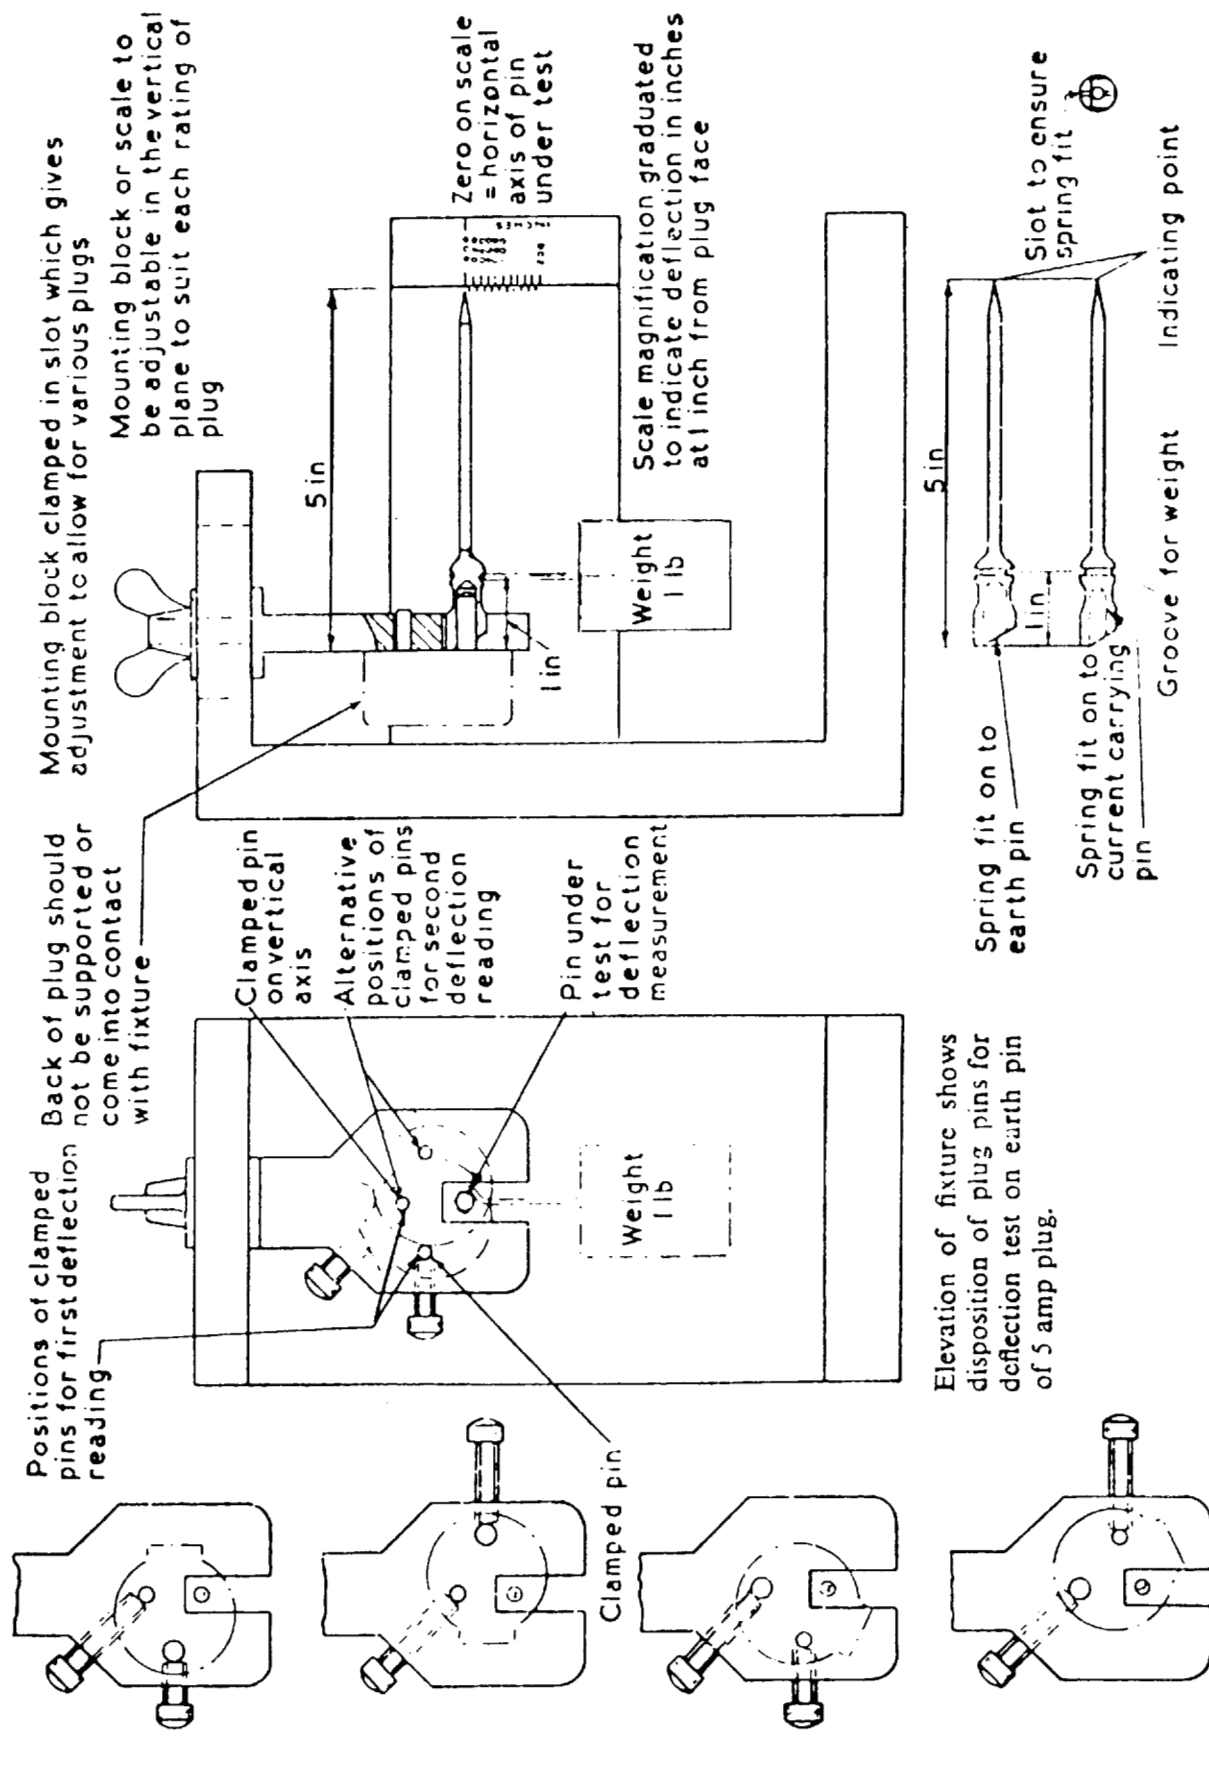 Positions of clamped
pins for first deflection
reading
Back of plug should
not be supported or
come into contact
with fixture
Mounting block clamped in slot which gives
adjustment to allow for various plugs
Mounting block or scale to
be adjustable in the vertical
plane to suit each rating of
plug
Clamped pin
on vertical
axis
Alternative
positions of
clamped pins
for second
deflection
reading
Pin under
test for
deflection
measurement
5 in
1 in
Weight
1 lb
Zero on scale
= horizontal
axis of pin
under test
INCHES
Scale magnification graduated
to indicate deflection in inches
at 1 inch from plug face
Weight
1 lb
Clamped pin
Elevation of fixture shows
disposition of plug pins for
deflection test on earth pin
of 5 amp plug.
5 in
1 in
Slot to ensure
spring fit
Spring fit on to
earth pin
Spring fit on to
current carrying
pin
Groove for weight
Indicating point